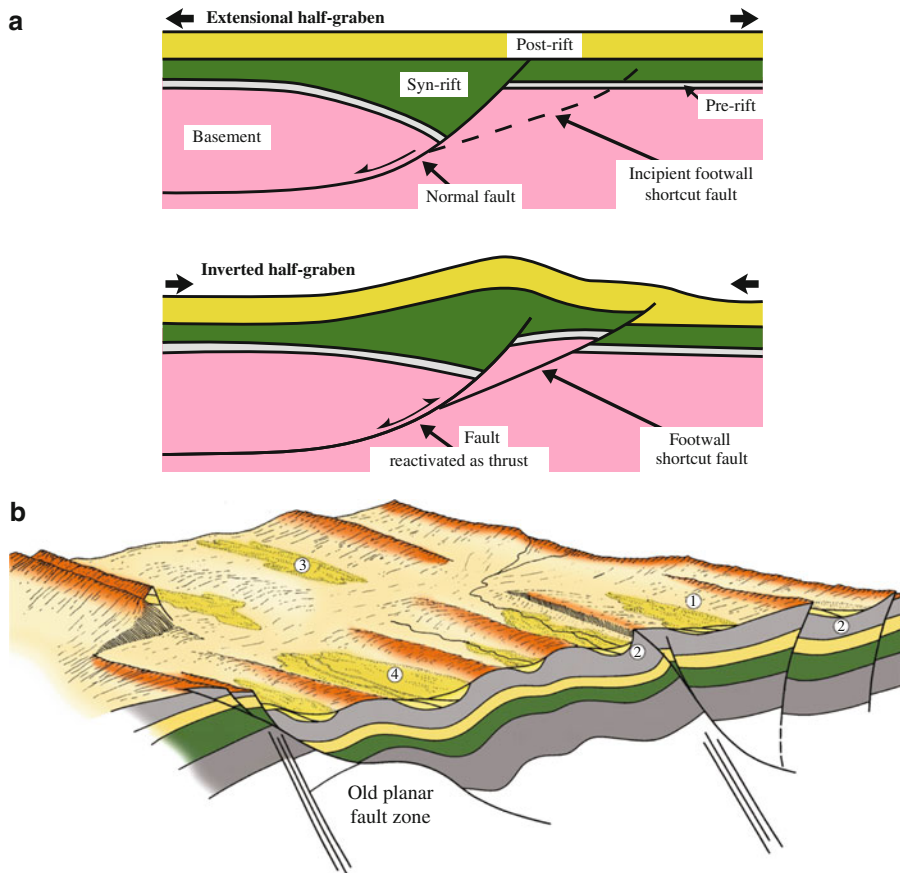 a
Extensional half-graben
Post-rift
Syn-rift
Pre-rift
Basement
Incipient footwall
shortcut fault
Normal fault
Inverted half-graben
Fault
reactivated as thrust
Footwall
shortcut fault
b
3
1
2
2
4
Old planar
fault zone